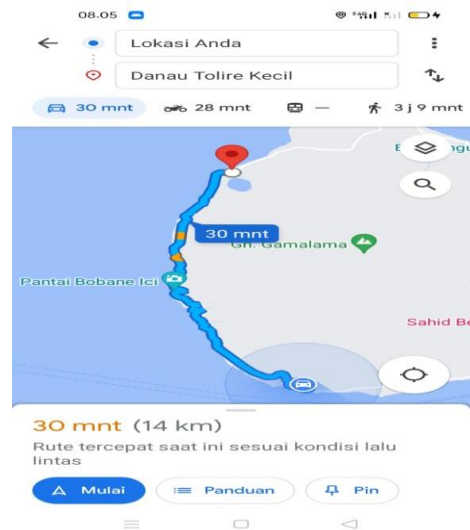 08.05
Lokasi Anda
Danau Tolire Kecil
30 mnt
28 mnt
—
3 j 9 mnt
30 mnt
Gn. Gamalama
Pantai Bobane Ici
Sahid Be
30 mnt (14 km)
Rute tercepat saat ini sesuai kondisi lalu
lintas
Mulai
Panduan
Pin